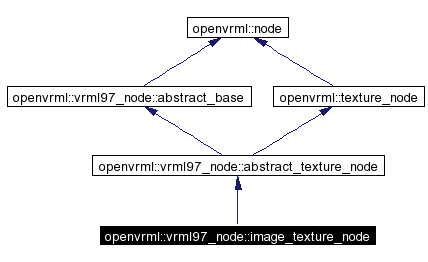 openvrml::node
openvrml::vrml97_node::abstract_base
openvrml::texture_node
openvrml::vrml97_node::abstract_texture_node
openvrml::vrml97_node::image_texture_node